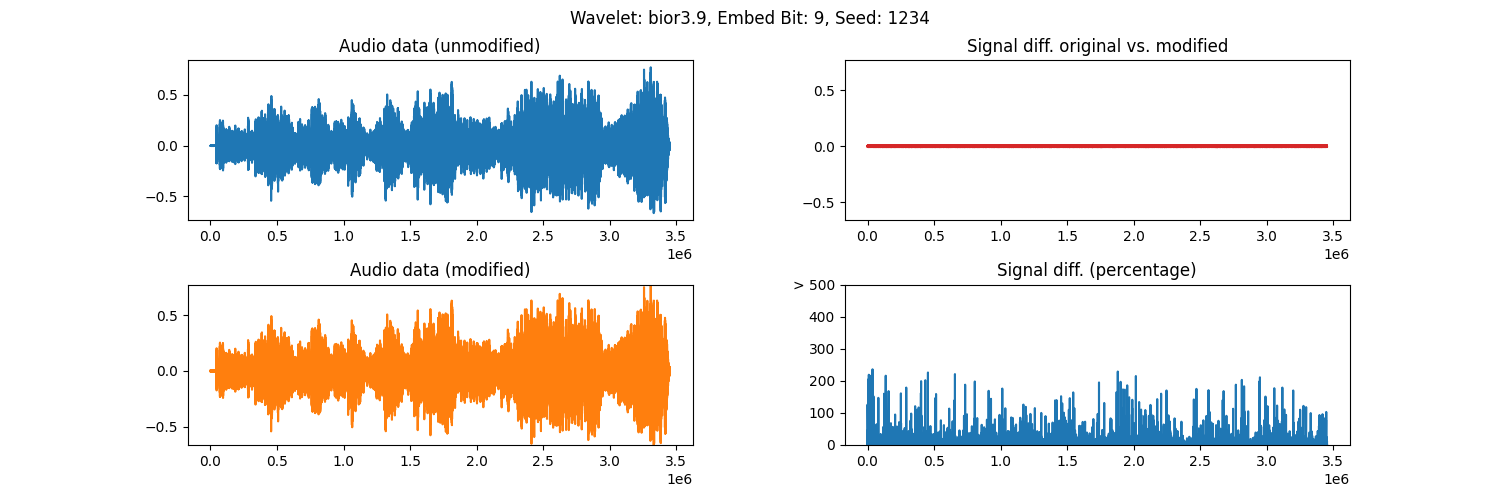 Wavelet: bior3.9, Embed Bit: 9, Seed: 1234
Audio data (unmodified)
0.5
0.0
−0.5
0.0 0.5 1.0 1.5 2.0 2.5 3.0 3.5
1e6
Signal diff. original vs. modified
0.5
0.0
−0.5
0.0 0.5 1.0 1.5 2.0 2.5 3.0 3.5
1e6
Audio data (modified)
0.5
0.0
−0.5
0.0 0.5 1.0 1.5 2.0 2.5 3.0 3.5
1e6
Signal diff. (percentage)
> 500
400
300
200
100
0
0.0 0.5 1.0 1.5 2.0 2.5 3.0 3.5
1e6